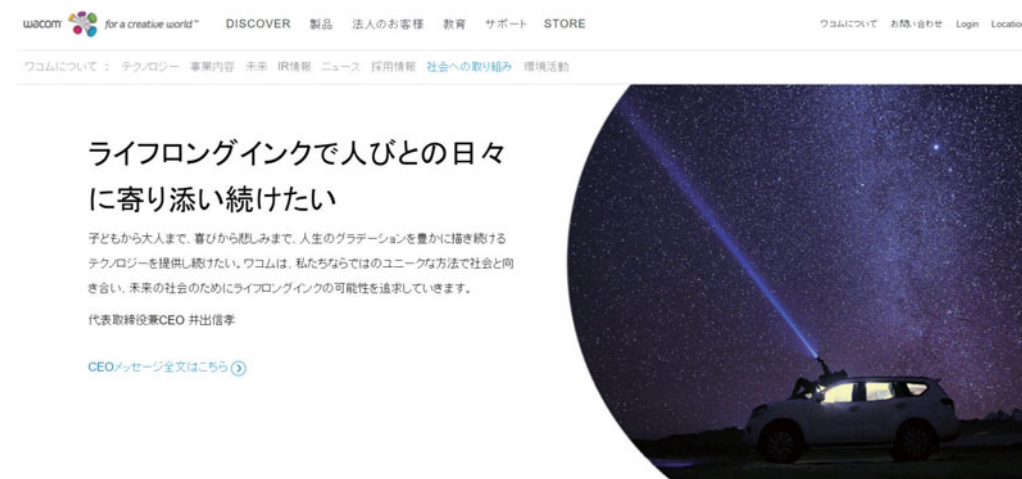 wacom for a creative world™ DISCOVER 製品 法人のお客様 教育 サポート STORE ワコムについて お問い合わせ Login Location
ワコムについて : テクノロジー 事業内容 未来 IR情報 ニュース 採用情報 社会への取り組み 環境活動
ライフロングインクで人びとの日々
に寄り添い続けたい
子どもから大人まで、喜びから悲しみまで、人生のグラデーションを豊かに描き続ける
テクノロジーを提供し続けたい。ワコムは、私たちならではのユニークな方法で社会と向
き合い、未来の社会のためにライフロングインクの可能性を追求していきます。
代表取締役兼CEO 井出信孝
CEOメッセージ全文はこちら